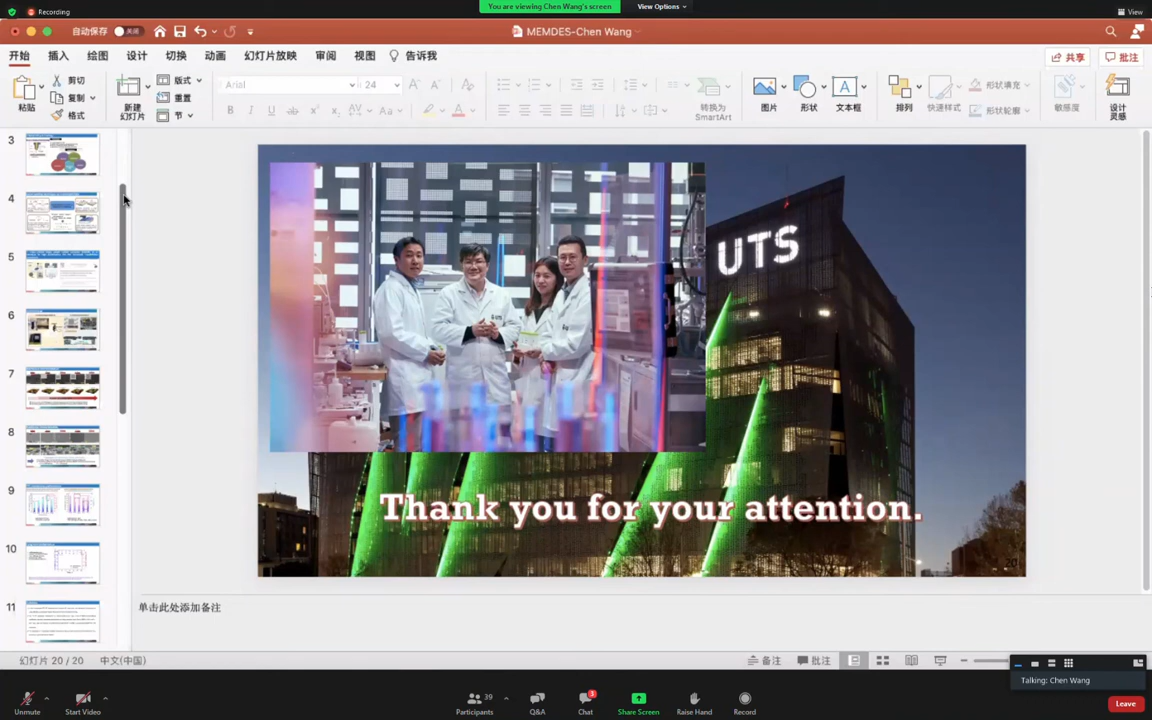 Recording
You are viewing Chen Wang's screen
View Options
View
自动保存
关闭
MEMDES-Chen Wang
开始
插入
绘图
设计
切换
动画
幻灯片放映
审阅
视图
告诉我
共享
批注
粘贴
剪切
复制
格式
新建
幻灯片
版式
重置
节
Arial
24
B
I
U
转换为
SmartArt
图片
形状
文本框
排列
快速样式
形状填充
形状轮廓
敏感度
设计
灵感
3
4
5
6
7
8
9
10
11
UTS
UTS
Thank you for your attention.
20
单击此处添加备注
幻灯片 20 / 20
中文(中国)
备注
批注
Talking: Chen Wang
Unmute
Start Video
Participants
39
Q&A
Chat
3
Share Screen
Raise Hand
Record
Leave